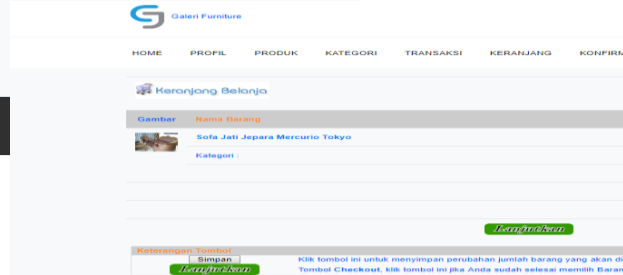 Galeri Furniture
HOME PROFIL PRODUK KATEGORI TRANSAKSI KERANJANG KONFIRM
Keranjang Belanja
Gambar Nama Barang
Sofa Jati Jepara Mercurio Tokyo
Kategori :
Lanjutkan
Keterangan Tombol
Simpan Klik tombol ini untuk menyimpan perubahan jumlah barang yang akan di
Lanjutkan Tombol Checkout, klik tombol ini jika Anda sudah selesai memilih Baran